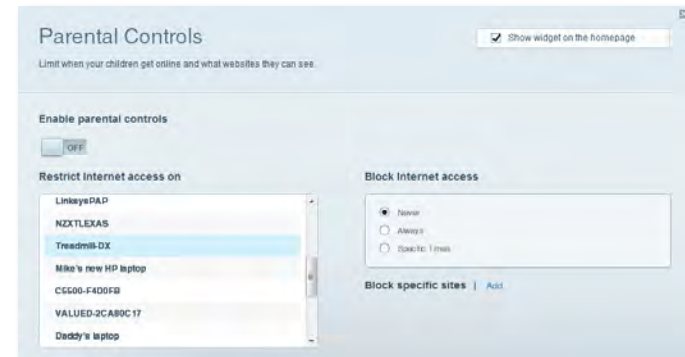 Parental Controls
Show widget on the homepage
Limit when your children get online and what websites they can see.
Enable parental controls
OFF
Restrict Internet access on
LinksysPAP
NZXTLEXAS
Treadmill-DX
Mike's new HP laptop
C5500-F4D0FB
VALUED-2CA80C17
Daddy's laptop
Block Internet access
Never
Always
Specific Times
Block specific sites | Add